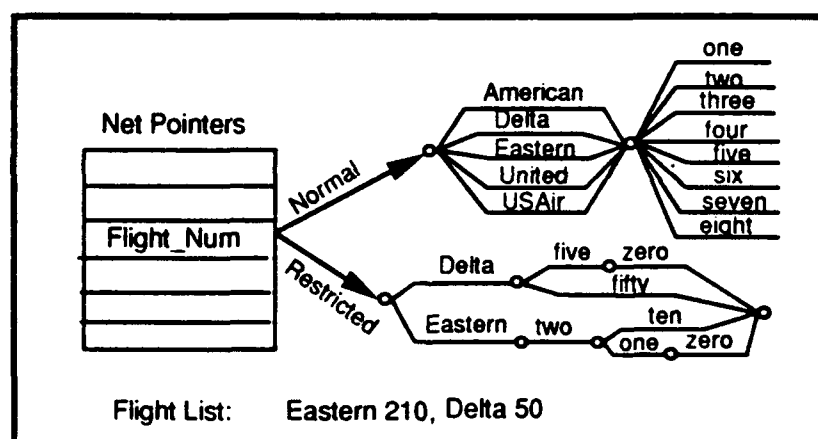 Net Pointers
Flight_Num
Normal
Restricted
American
Delta
Eastern
United
USAir
one
two
three
four
five
six
seven
eight
Delta
five zero
fifty
Eastern two
ten
one zero
Flight List: Eastern 210, Delta 50